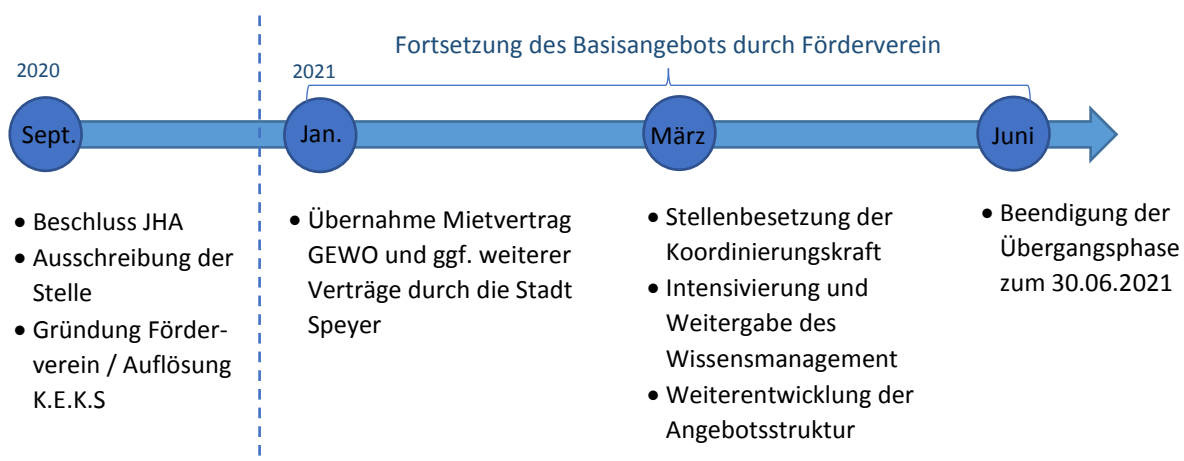 Fortsetzung des Basisangebots durch Förderverein
2020
2021
Sept.
Jan.
März
Juni
• Beschluss JHA
• Ausschreibung der
Stelle
• Gründung Förder-
verein / Auflösung
K.E.K.S
• Übernahme Mietvertrag
GEWO und ggf. weiterer
Verträge durch die Stadt
Speyer
• Stellenbesetzung der
Koordinierungskraft
• Intensivierung und
Weitergabe des
Wissensmanagement
• Weiterentwicklung der
Angebotsstruktur
• Beendigung der
Übergangsphase
zum 30.06.2021